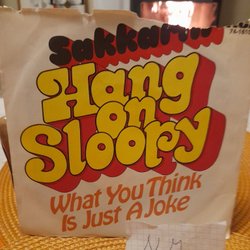 Sakkarin
Hang
on
Sloopy
What You Think
Is Just A Joke